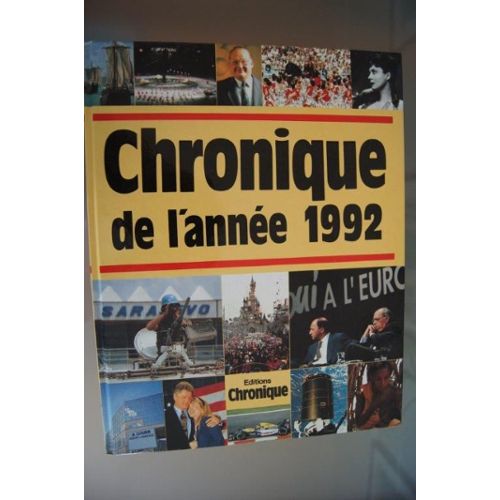 Chronique
de l'année 1992
SARAJEVO
oui A L'EURO
Editions
Chronique